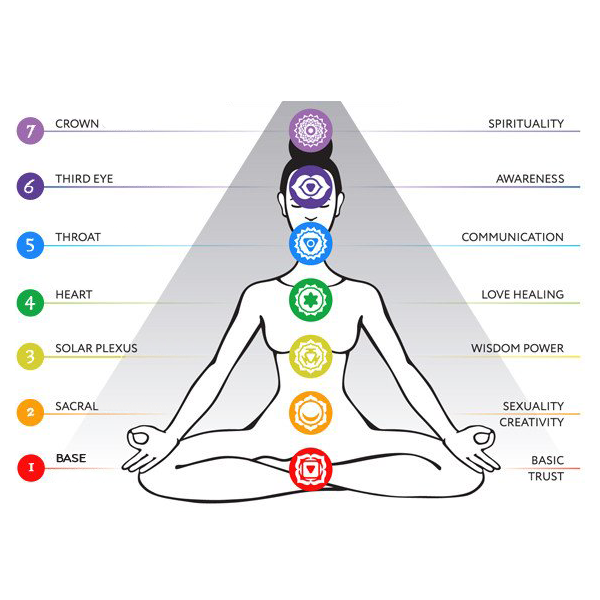 7 CROWN SPIRITUALITY
6 THIRD EYE AWARENESS
5 THROAT COMMUNICATION
4 HEART LOVE HEALING
3 SOLAR PLEXUS WISDOM POWER
2 SACRAL SEXUALITY
CREATIVITY
1 BASE BASIC
TRUST